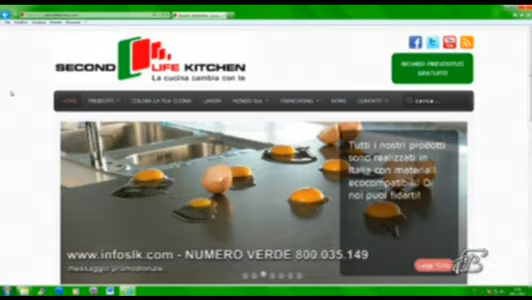 SECOND LIFE KITCHEN
La cucina cambia con te
RICHIEDI PREVENTIVO
GRATUITO
HOME PRODOTTI COLORA LA TUA CUCINA LAVORI MONDO SLK FRANCHISING NEWS CONTATTI cerca...
Tutti i nostri prodotti
sono realizzati in
Italia con materiali
ecocompatibili! Di
noi puoi fidarti!
www.infoslk.com - NUMERO VERDE 800.035.149
messaggio promozionale
Leggi Tutto